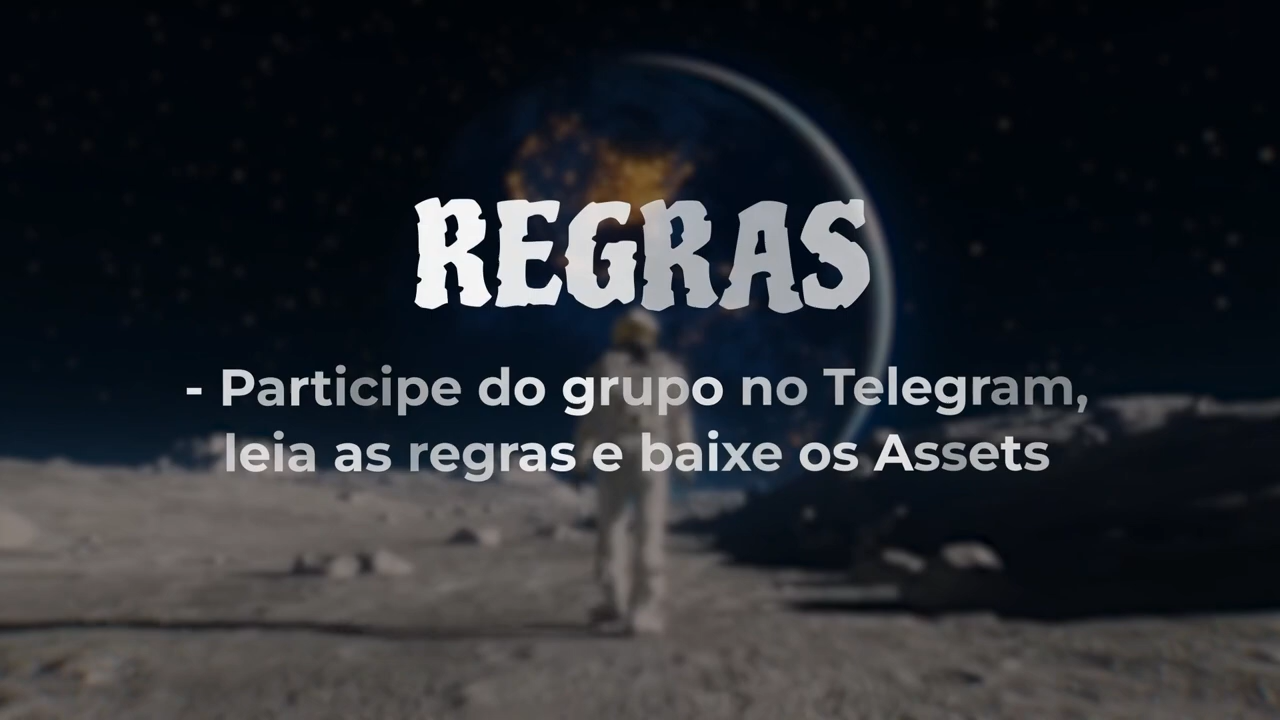 REGRAS
- Participe do grupo no Telegram,
leia as regras e baixe os Assets